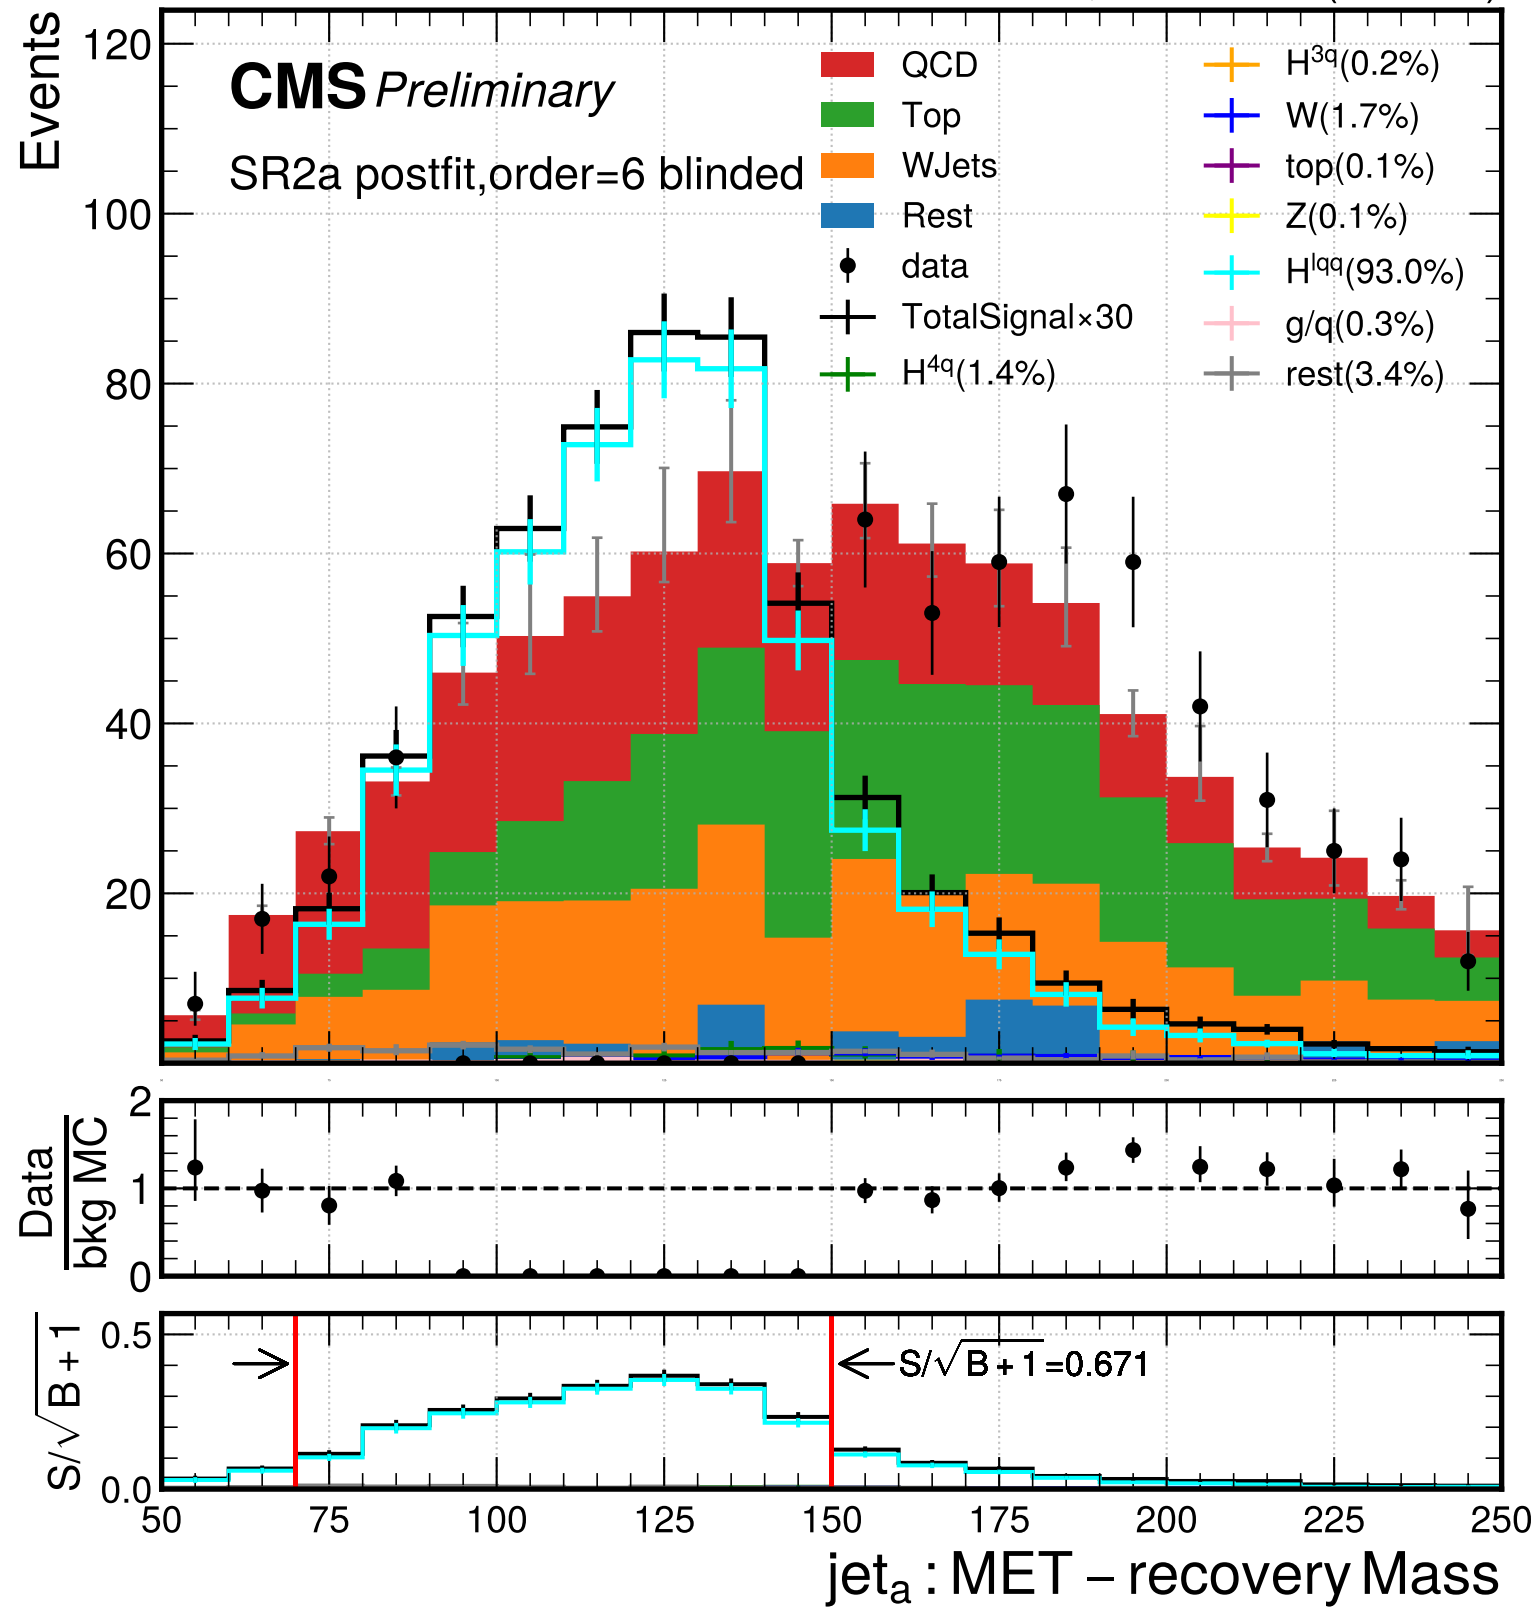 Events
120
100
80
60
40
20
CMS Preliminary
SR2a postfit,order=6 blinded
QCD
Top
WJets
Rest
data
TotalSignal×30
H⁴ᑫ(1.4%)
H³ᑫ(0.2%)
W(1.7%)
top(0.1%)
Z(0.1%)
Hˡᑫᑫ(93.0%)
g/q(0.3%)
rest(3.4%)
Data
bkg MC
2
1
0
S/√B + 1
0.5
0.0
S/√B + 1 =0.671
50 75 100 125 150 175 200 225 250
jetₐ : MET − recovery Mass